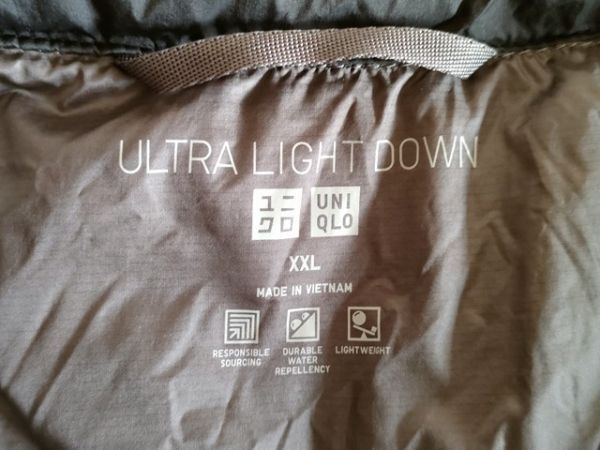 ULTRA LIGHT DOWN
ユニ
クロ
UNI
QLO
XXL
MADE IN VIETNAM
RESPONSIBLE
SOURCING
DURABLE
WATER
REPELLENCY
LIGHTWEIGHT